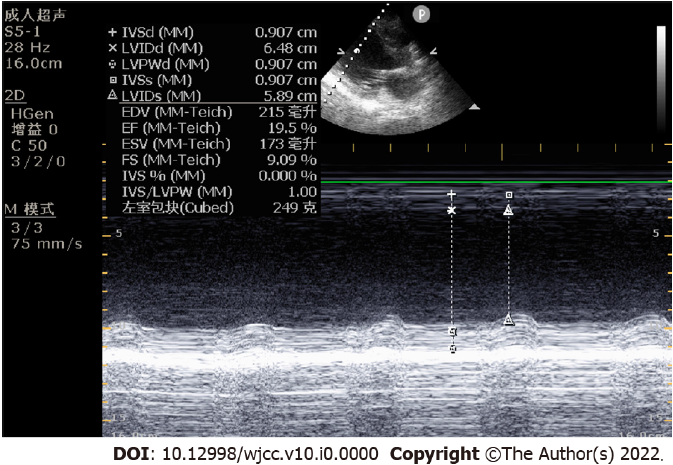 成人超声
S5-1
28 Hz
16.0cm
2D
HGen
增益 0
C 50
3/2/0
M 模式
3/3
75 mm/s
P
+ IVSd (MM) 0.907 cm
× LVIDd (MM) 6.48 cm
LVPWd (MM) 0.907 cm
IVSs (MM) 0.907 cm
LVIDs (MM) 5.89 cm
EDV (MM-Teich) 215 毫升
EF (MM-Teich) 19.5 %
ESV (MM-Teich) 173 毫升
FS (MM-Teich) 9.09 %
IVS % (MM) 0.000 %
IVS/LVPW (MM) 1.00
左室包块(Cubed) 249 克
5
5
DOI: 10.12998/wjcc.v10.i0.0000 Copyright ©The Author(s) 2022.